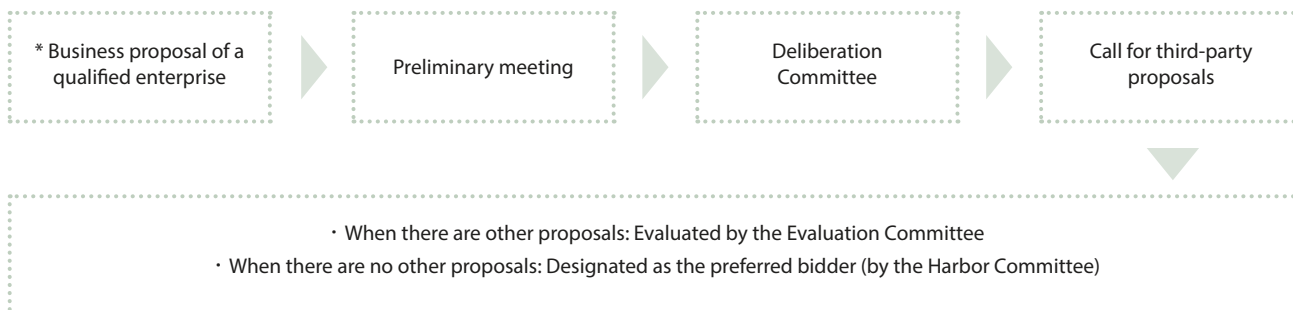 * Business proposal of a
qualified enterprise
Preliminary meeting
Deliberation
Committee
Call for third-party
proposals
· When there are other proposals: Evaluated by the Evaluation Committee
· When there are no other proposals: Designated as the preferred bidder (by the Harbor Committee)